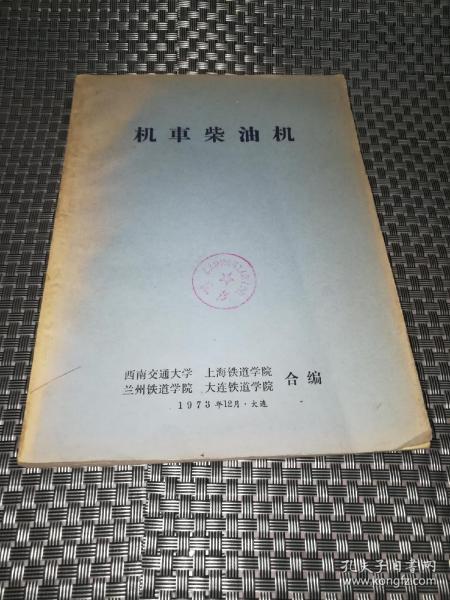 机車柴油机
西南交通大学 上海铁道学院
兰州铁道学院 大连铁道学院 合编
1973年12月·大连
孔夫子旧书网
www.kongfz.com